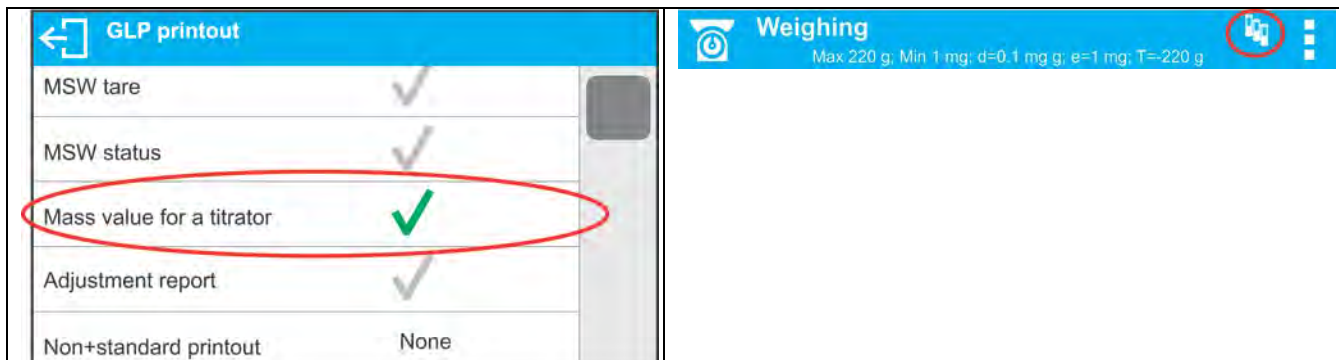 GLP printout
MSW tare
MSW status
Mass value for a titrator
Adjustment report
Non+standard printout None
Weighing
Max 220 g; Min 1 mg; d=0.1 mg g; e=1 mg; T=-220 g